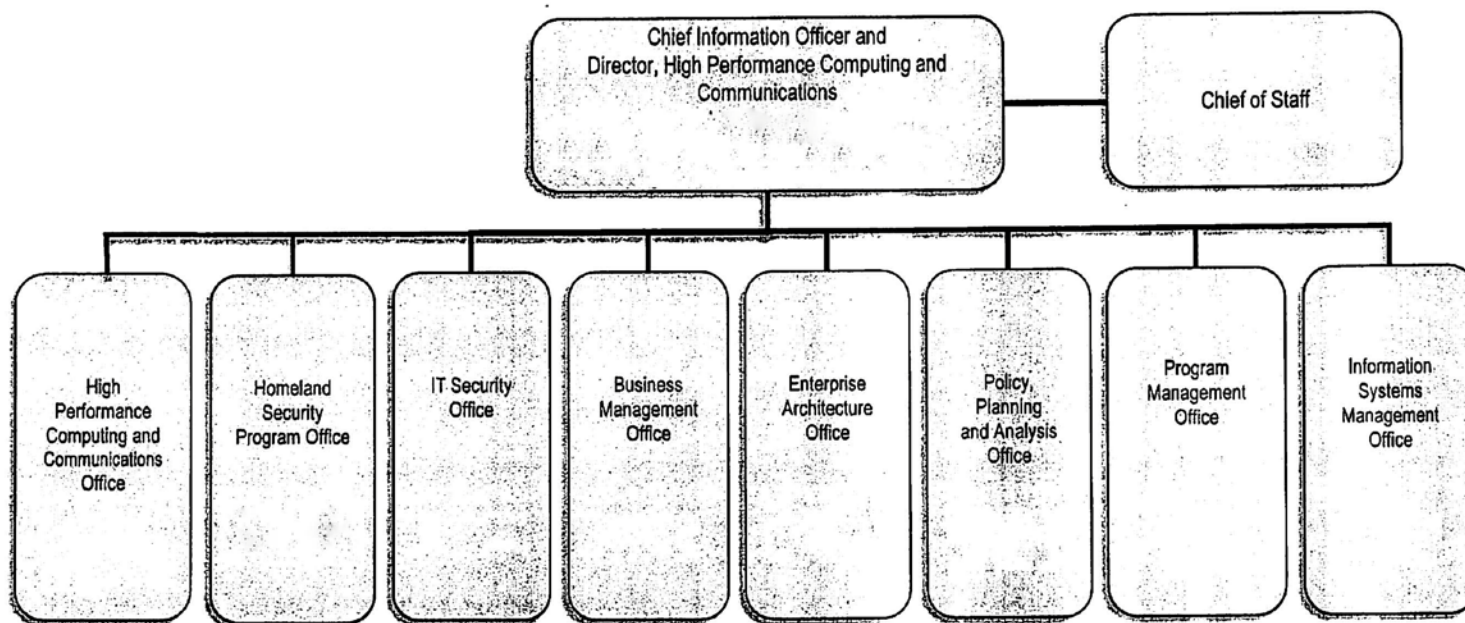 Chief Information Officer and
Director, High Performance Computing and
Communications
Chief of Staff
High
Performance
Computing and
Communications
Office
Homeland
Security
Program Office
IT Security
Office
Business
Management
Office
Enterprise
Architecture
Office
Policy,
Planning
and Analysis
Office
Program
Management
Office
Information
Systems
Management
Office